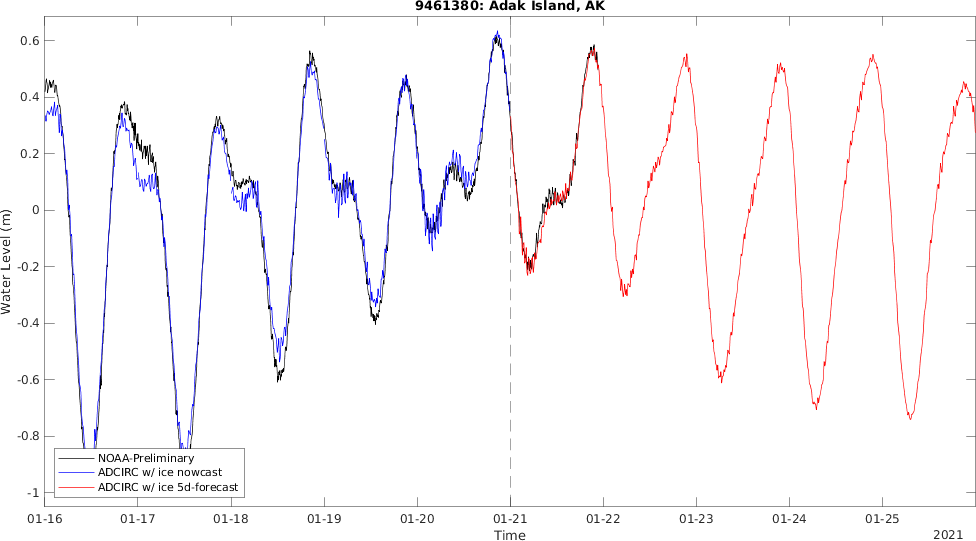 9461380: Adak Island, AK
0.6
0.4
0.2
0
-0.2
-0.4
-0.6
-0.8
-1
Water Level (m)
NOAA-Preliminary
ADCIRC w/ ice nowcast
ADCIRC w/ ice 5d-forecast
01-16 01-17 01-18 01-19 01-20 01-21 01-22 01-23 01-24 01-25
Time
2021